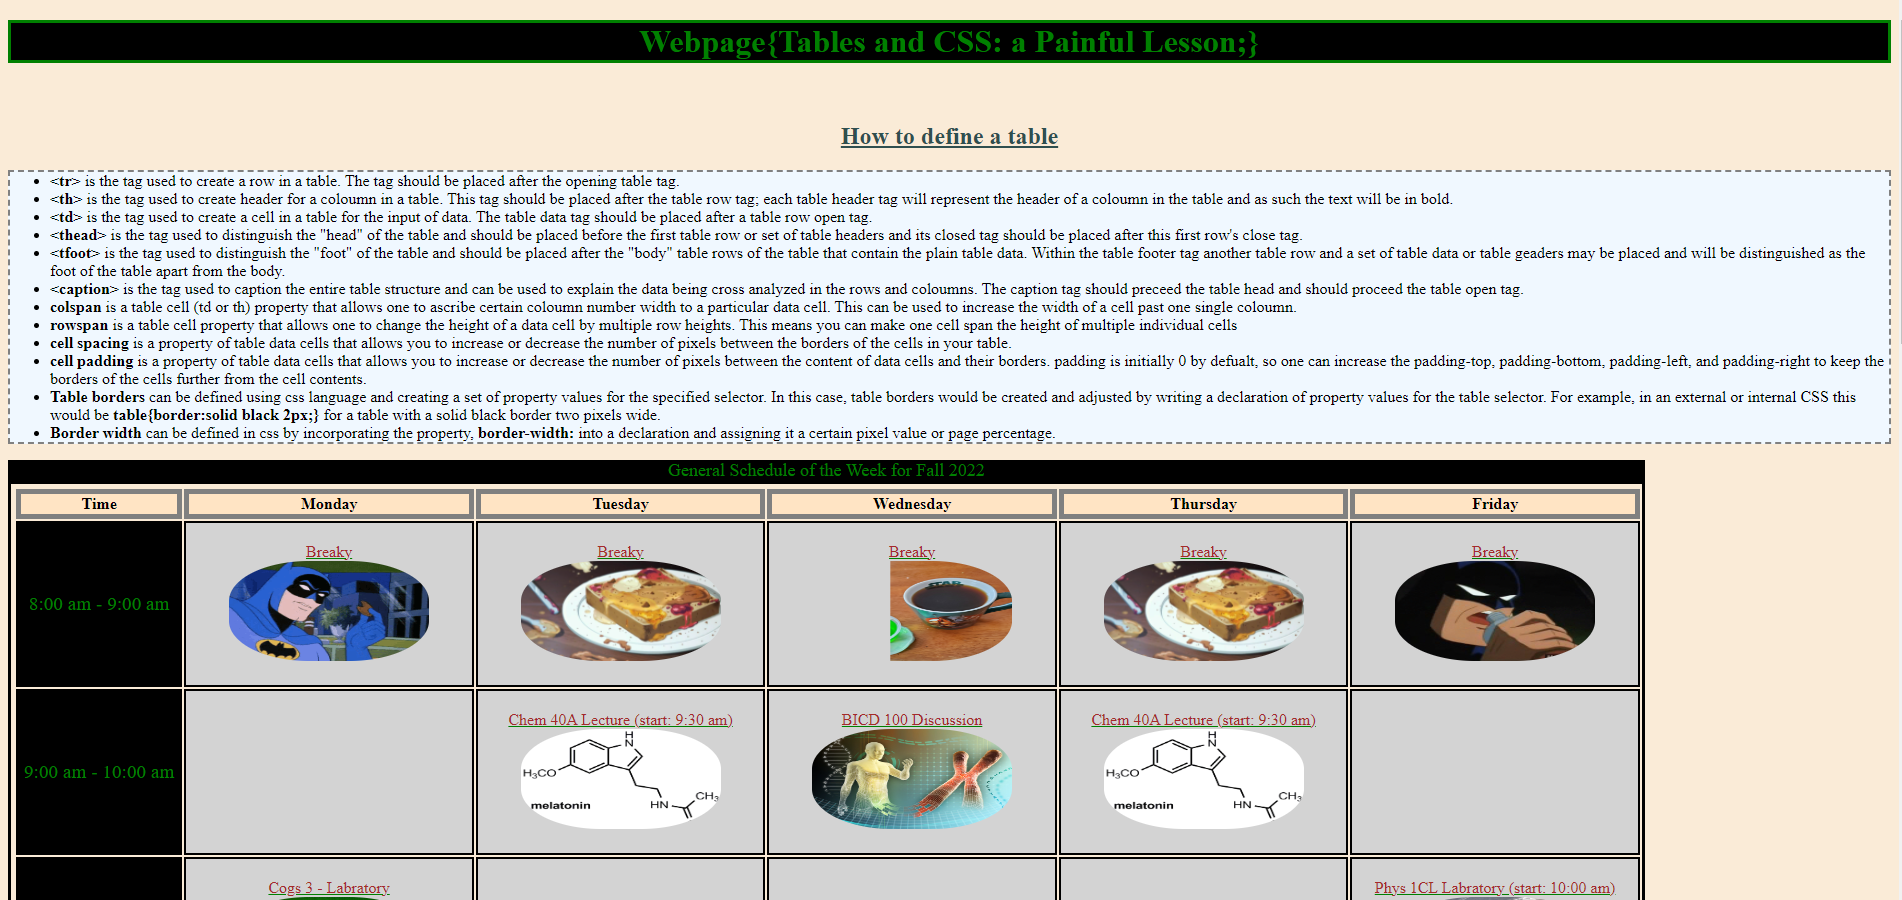 Webpage{Tables and CSS: a Painful Lesson;}
How to define a table
<tr> is the tag used to create a row in a table. The tag should be placed after the opening table tag.
<th> is the tag used to create header for a coloumn in a table. This tag should be placed after the table row tag; each table header tag will represent the header of a coloumn in the table and as such the text will be in bold.
<td> is the tag used to create a cell in a table for the input of data. The table data tag should be placed after a table row open tag.
<thead> is the tag used to distinguish the "head" of the table and should be placed before the first table row or set of table headers and its closed tag should be placed after this first row's close tag.
<tfoot> is the tag used to distinguish the "foot" of the table and should be placed after the "body" table rows of the table that contain the plain table data. Within the table footer tag another table row and a set of table data or table geaders may be placed and will be distinguished as the
foot of the table apart from the body.
<caption> is the tag used to caption the entire table structure and can be used to explain the data being cross analyzed in the rows and coloumns. The caption tag should preceed the table head and should proceed the table open tag.
colspan is a table cell (td or th) property that allows one to ascribe certain coloumn number width to a particular data cell. This can be used to increase the width of a cell past one single coloumn.
rowspan is a table cell property that allows one to change the height of a data cell by multiple row heights. This means you can make one cell span the height of multiple individual cells
cell spacing is a property of table data cells that allows you to increase or decrease the number of pixels between the borders of the cells in your table.
cell padding is a property of table data cells that allows you to increase or decrease the number of pixels between the content of data cells and their borders. padding is initially 0 by defualt, so one can increase the padding-top, padding-bottom, padding-left, and padding-right to keep the
borders of the cells further from the cell contents.
Table borders can be defined using css language and creating a set of property values for the specified selector. In this case, table borders would be created and adjusted by writing a declaration of property values for the table selector. For example, in an external or internal CSS this
would be table{border:solid black 2px;} for a table with a solid black border two pixels wide.
Border width can be defined in css by incorporating the property, border-width: into a declaration and assigning it a certain pixel value or page percentage.
General Schedule of the Week for Fall 2022
Time Monday Tuesday Wednesday Thursday Friday
Breaky Breaky Breaky Breaky Breaky
STAR
8:00 am - 9:00 am
Chem 40A Lecture (start: 9:30 am) BICD 100 Discussion Chem 40A Lecture (start: 9:30 am)
H N H N
9:00 am - 10:00 am H₃CO H₃CO
melatonin HN CH₃ melatonin HN CH₃
Cogs 3 - Labratory Phys 1CL Labratory (start: 10:00 am)